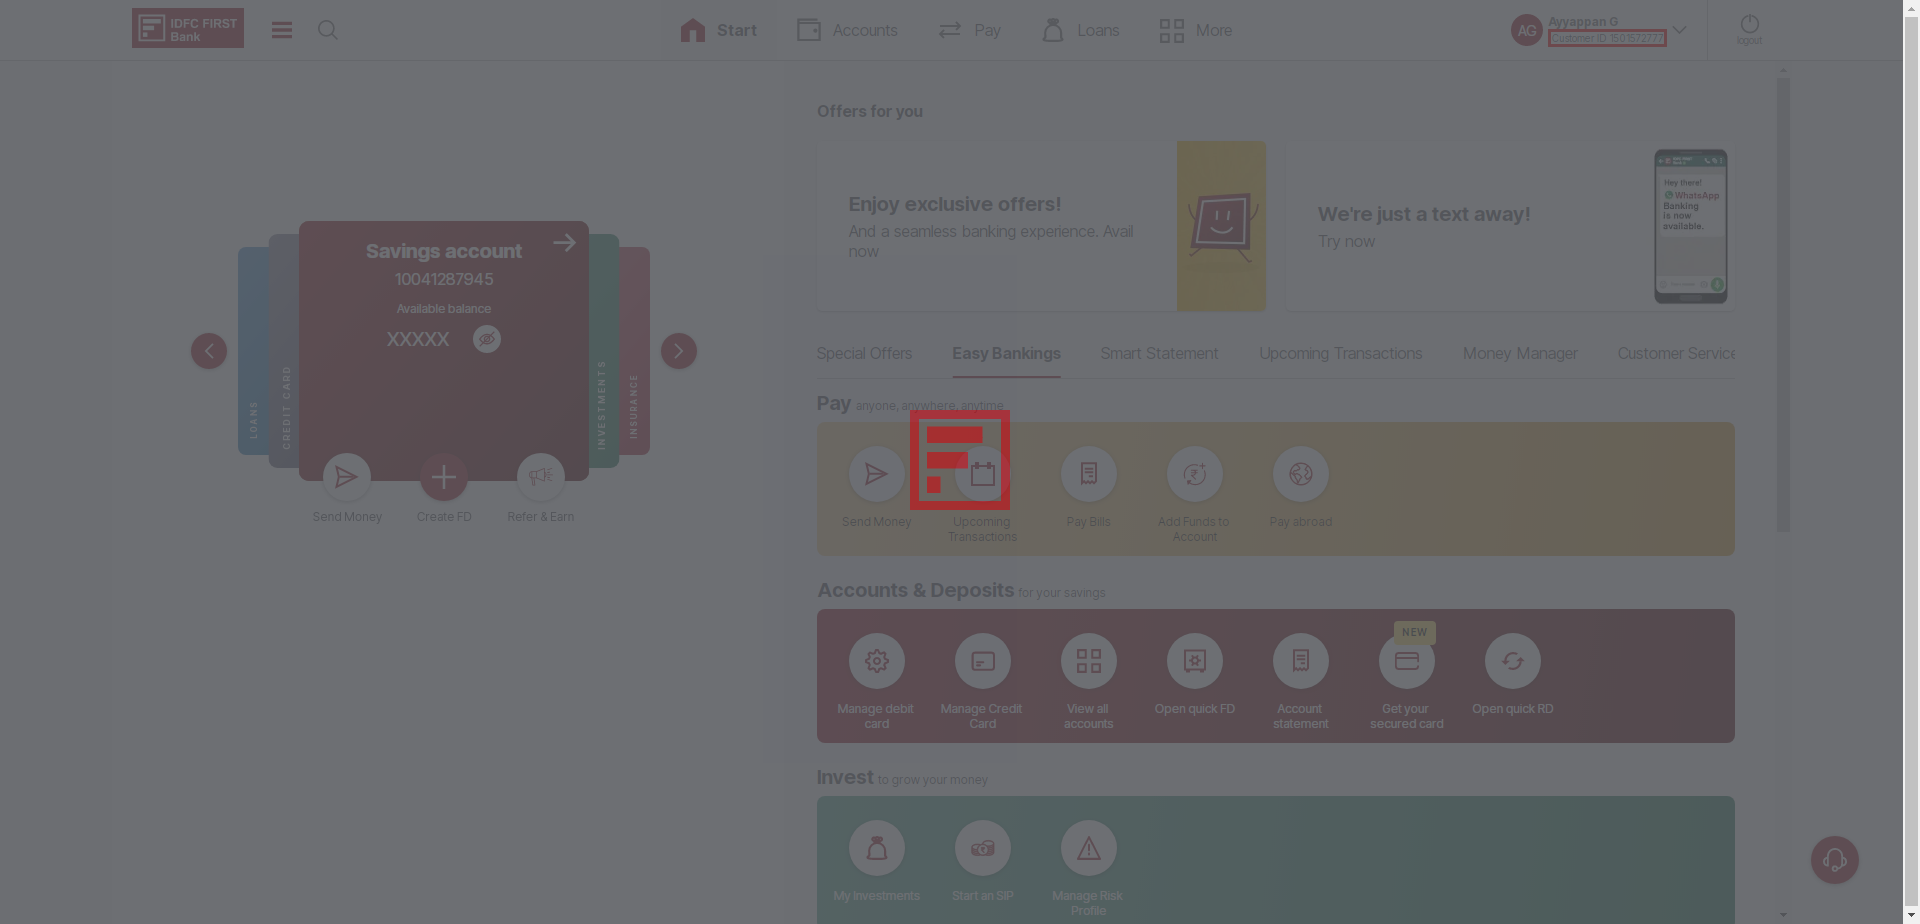 IDFC FIRST
Bank
Start
Accounts
Pay
Loans
More
AG
Ayyappan G
logout
Offers for you
Enjoy exclusive offers!
And a seamless banking experience. Avail
now
We're just a text away!
Try now
Hey there!
WhatsApp
Banking
is now
available.
LOANS
CREDIT CARD
Savings account
10041287945
Available balance
XXXXX
INVESTMENTS
INSURANCE
Send Money
Create FD
Refer & Earn
Special Offers
Easy Bankings
Smart Statement
Upcoming Transactions
Money Manager
Customer Service
Pay anyone, anywhere, anytime
Send Money
Upcoming
Transactions
Pay Bills
Add Funds to
Account
Pay abroad
Accounts & Deposits for your savings
NEW
Manage debit
card
Manage Credit
Card
View all
accounts
Open quick FD
Account
statement
Get your
secured card
Open quick RD
Invest to grow your money
My Investments
Start an SIP
Manage Risk
Profile